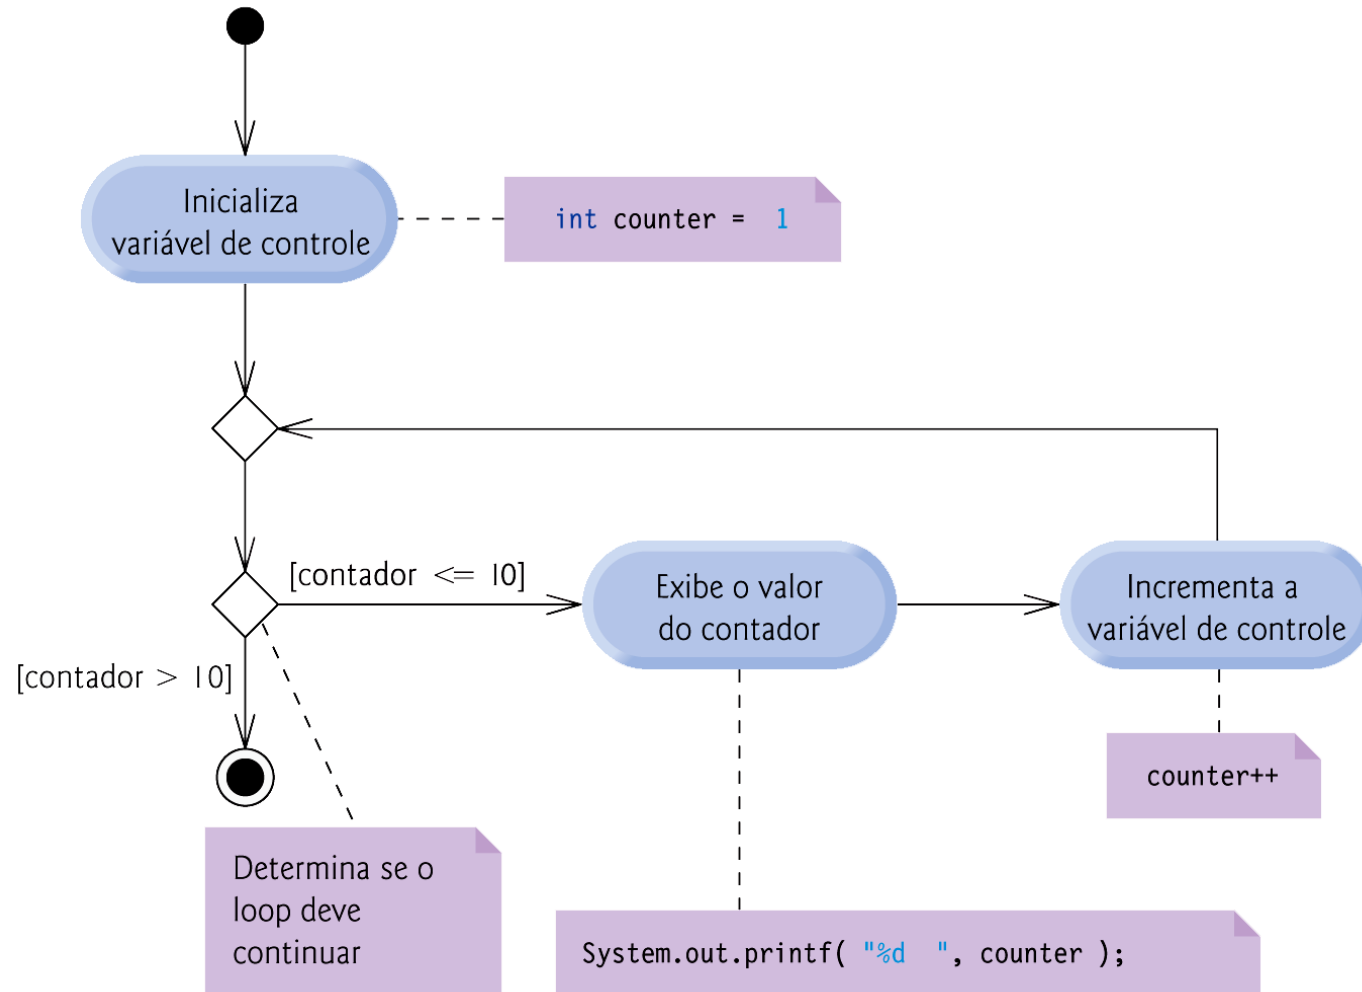 Inicializa
variável de controle
int counter = 1
[contador <= 10]
Exibe o valor
do contador
Incrementa a
variável de controle
[contador > 10]
counter++
Determina se o
loop deve
continuar
System.out.printf( "%d  ", counter );